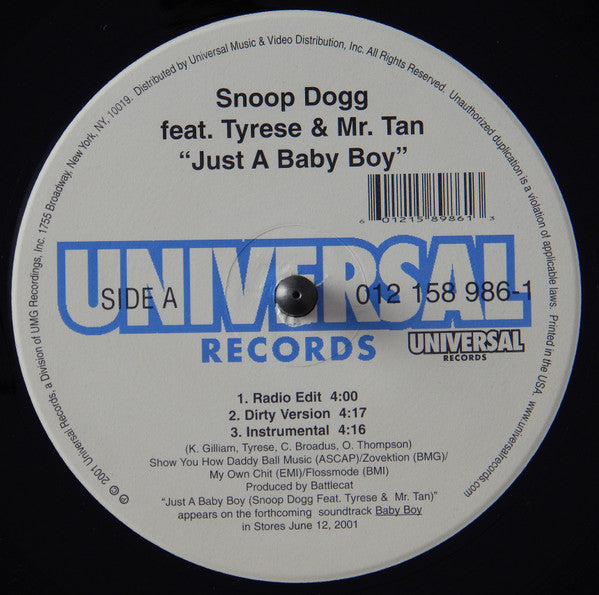 Snoop Dogg
feat. Tyrese & Mr. Tan
“Just A Baby Boy”
6 01215 89861 3
UNIVERSAL
SIDE A
012 158 986-1
RECORDS
UNIVERSAL
RECORDS
1. Radio Edit 4:00
2. Dirty Version 4:17
3. Instrumental 4:16
(K. Gilliam, Tyrese, C. Broadus, O. Thompson)
Show You How Daddy Ball Music (ASCAP)/Zovektion (BMG)/
My Own Chit (EMI)/Flossmode (BMI)
Produced by Battlecat
“Just A Baby Boy (Snoop Dogg Feat. Tyrese & Mr. Tan)”
appears on the forthcoming soundtrack Baby Boy
in Stores June 12, 2001
℗ © 2001 Universal Records, a Division of UMG Recordings, Inc. 1755 Broadway, New York, NY, 10019. Distributed by Universal Music & Video Distribution, Inc. All Rights Reserved. Unauthorized duplication is a violation of applicable laws. Printed in the USA. www.universalrecords.com